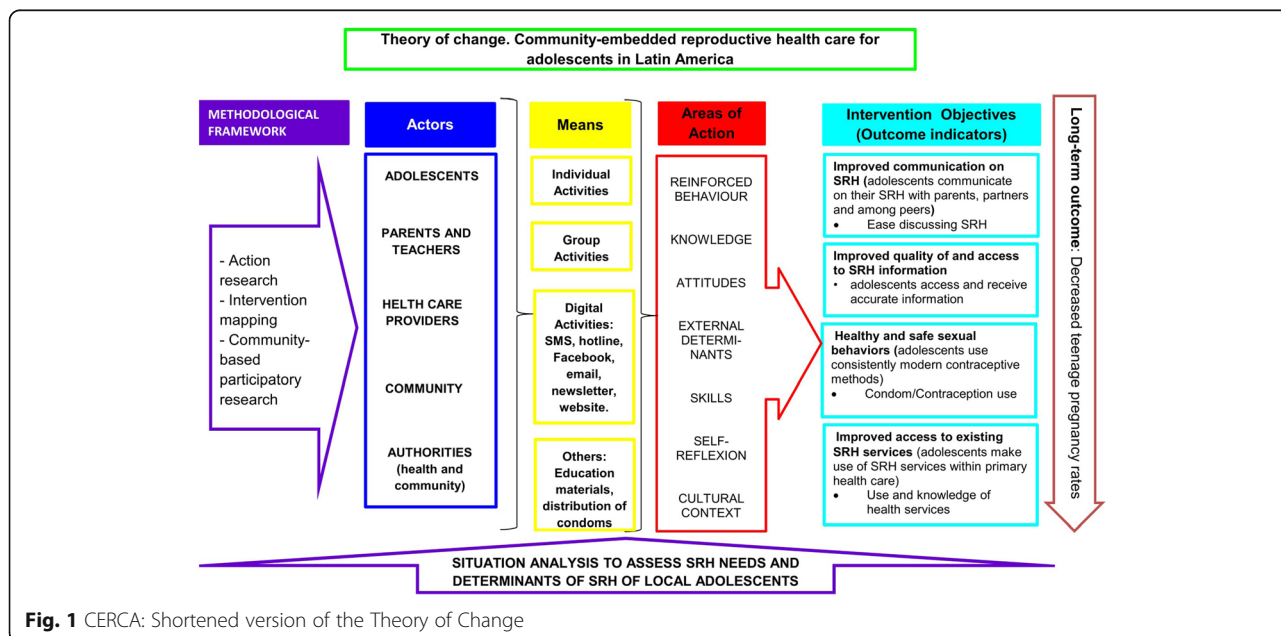 Theory of change. Community-embedded reproductive health care for
adolescents in Latin America
METHODOLOGICAL
FRAMEWORK
- Action
research
- Intervention
mapping
- Community-
based
participatory
research
Actors
ADOLESCENTS
PARENTS AND
TEACHERS
HELTH CARE
PROVIDERS
COMMUNITY
AUTHORITIES
(health and
community)
Means
Individual
Activities
Group
Activities
Digital
Activities:
SMS, hotline,
Facebook,
email,
newsletter,
website.
Others:
Education
materials,
distribution of
condoms
Areas of
Action
REINFORCED
BEHAVIOUR
KNOWLEDGE
ATTITUDES
EXTERNAL
DETERMI-
NANTS
SKILLS
SELF-
REFLEXION
CULTURAL
CONTEXT
Intervention Objectives
(Outcome indicators)
Improved communication on
SRH (adolescents communicate
on their SRH with parents, partners
and among peers)
• Ease discussing SRH
Improved quality of and access
to SRH information
• adolescents access and receive
accurate information
Healthy and safe sexual
behaviors (adolescents use
consistently modern contraceptive
methods)
• Condom/Contraception use
Improved access to existing
SRH services (adolescents make
use of SRH services within primary
health care)
• Use and knowledge of
health services
Long-term outcome: Decreased teenage pregnancy rates
SITUATION ANALYSIS TO ASSESS SRH NEEDS AND
DETERMINANTS OF SRH OF LOCAL ADOLESCENTS
Fig. 1 CERCA: Shortened version of the Theory of Change